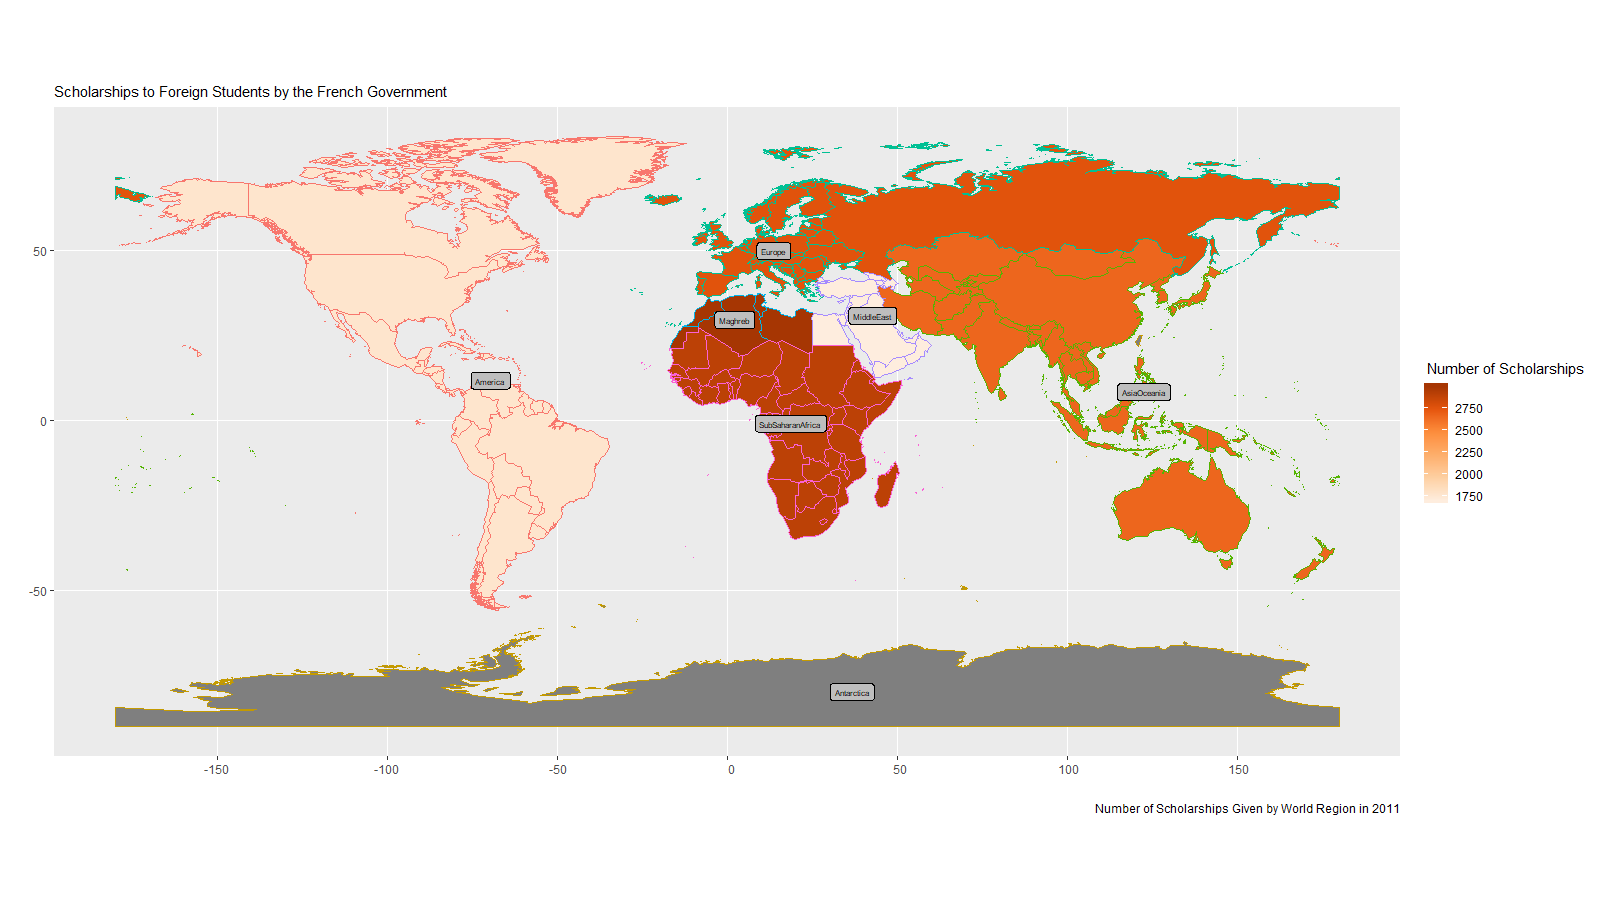 Scholarships to Foreign Students by the French Government
50
0
-50
Europe
Maghreb
MiddleEast
America
AsiaOceania
SubSaharanAfrica
Antarctica
-150
-100
-50
0
50
100
150
Number of Scholarships
2750
2500
2250
2000
1750
Number of Scholarships Given by World Region in 2011